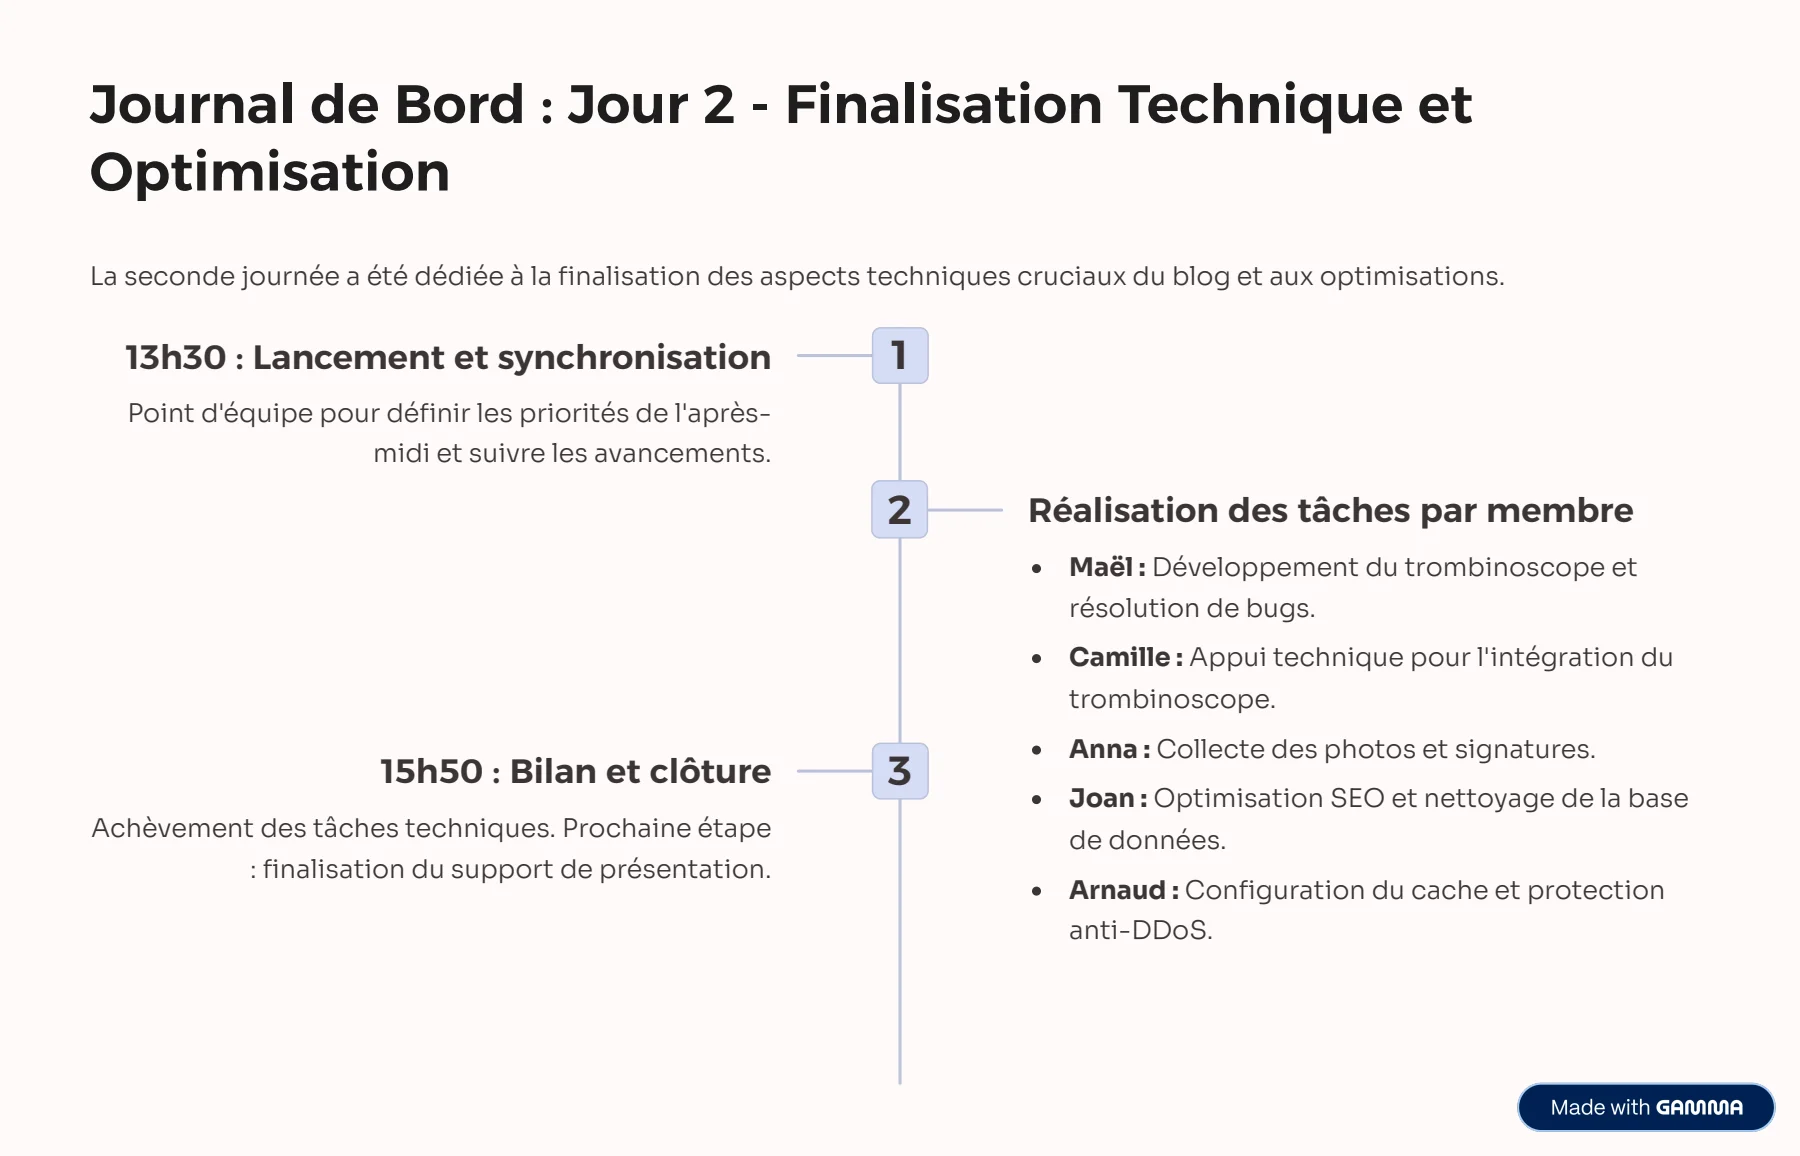 Journal de Bord : Jour 2 - Finalisation Technique et
Optimisation
La seconde journée a été dédiée à la finalisation des aspects techniques cruciaux du blog et aux optimisations.
13h30 : Lancement et synchronisation
1
Point d'équipe pour définir les priorités de l'après-
midi et suivre les avancements.
2
Réalisation des tâches par membre
• Maël : Développement du trombinoscope et
résolution de bugs.
• Camille : Appui technique pour l'intégration du
trombinoscope.
• Anna : Collecte des photos et signatures.
• Joan : Optimisation SEO et nettoyage de la base
de données.
• Arnaud : Configuration du cache et protection
anti-DDoS.
15h50 : Bilan et clôture
3
Achèvement des tâches techniques. Prochaine étape
: finalisation du support de présentation.
Made with GAMMA